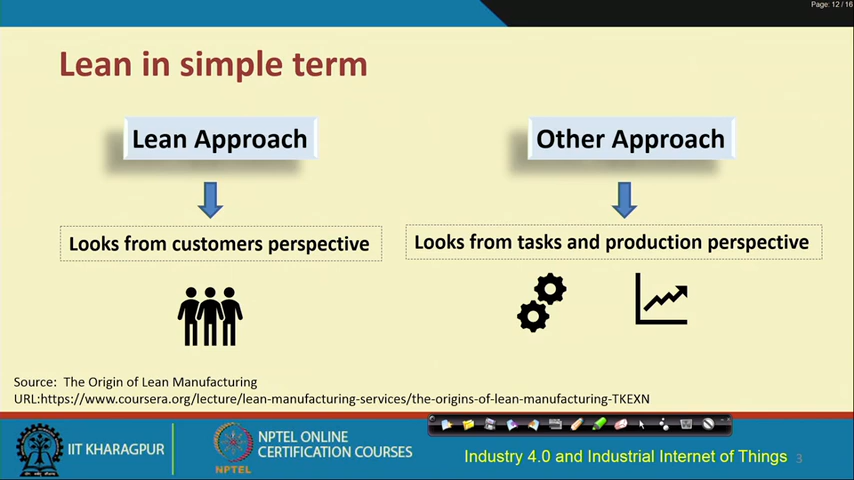 Page: 12 / 16
Lean in simple term
Lean Approach
Other Approach
Looks from customers perspective
Looks from tasks and production perspective
Source: The Origin of Lean Manufacturing
URL:https://www.coursera.org/lecture/lean-manufacturing-services/the-origins-of-lean-manufacturing-TKEXN
IIT KHARAGPUR
NPTEL
NPTEL ONLINE
CERTIFICATION COURSES
Industry 4.0 and Industrial Internet of Things
3